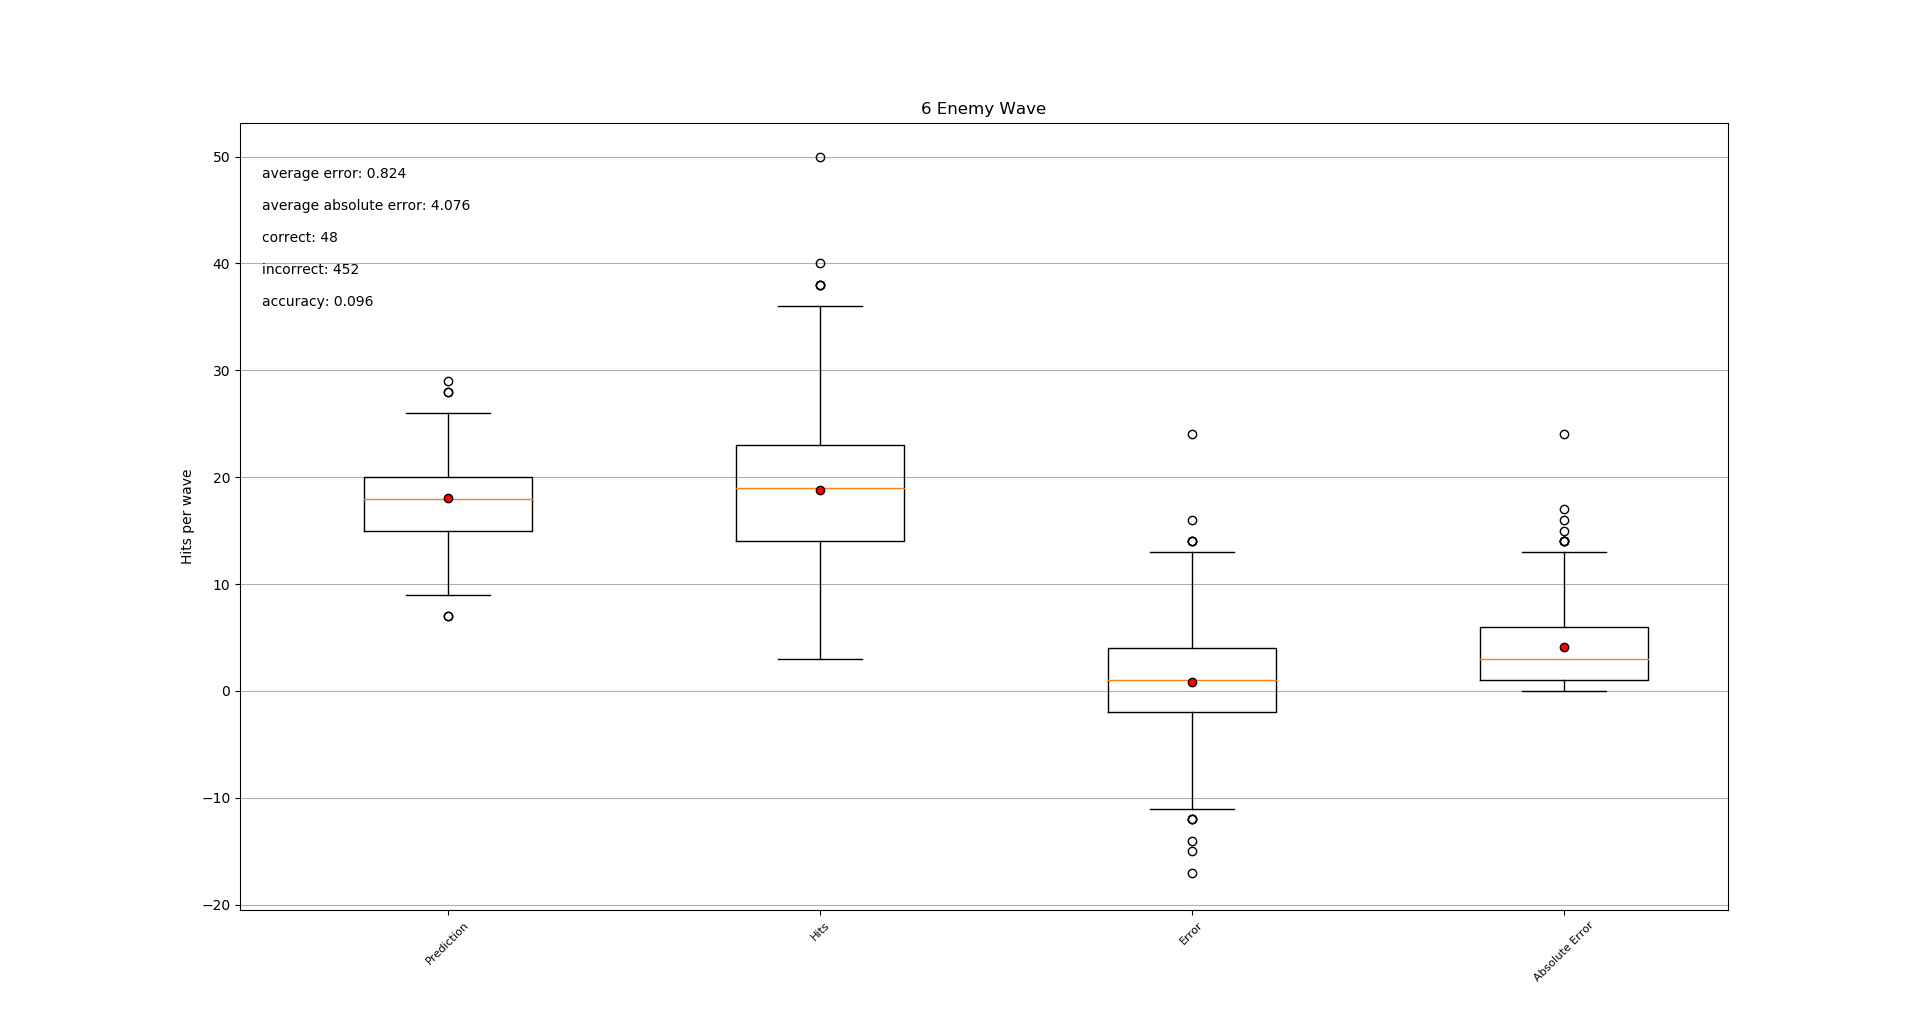 6 Enemy Wave
50
40
30
20
10
0
−10
−20
Hits per wave
average error: 0.824
average absolute error: 4.076
correct: 48
incorrect: 452
accuracy: 0.096
Prediction
Hits
Error
Absolute Error